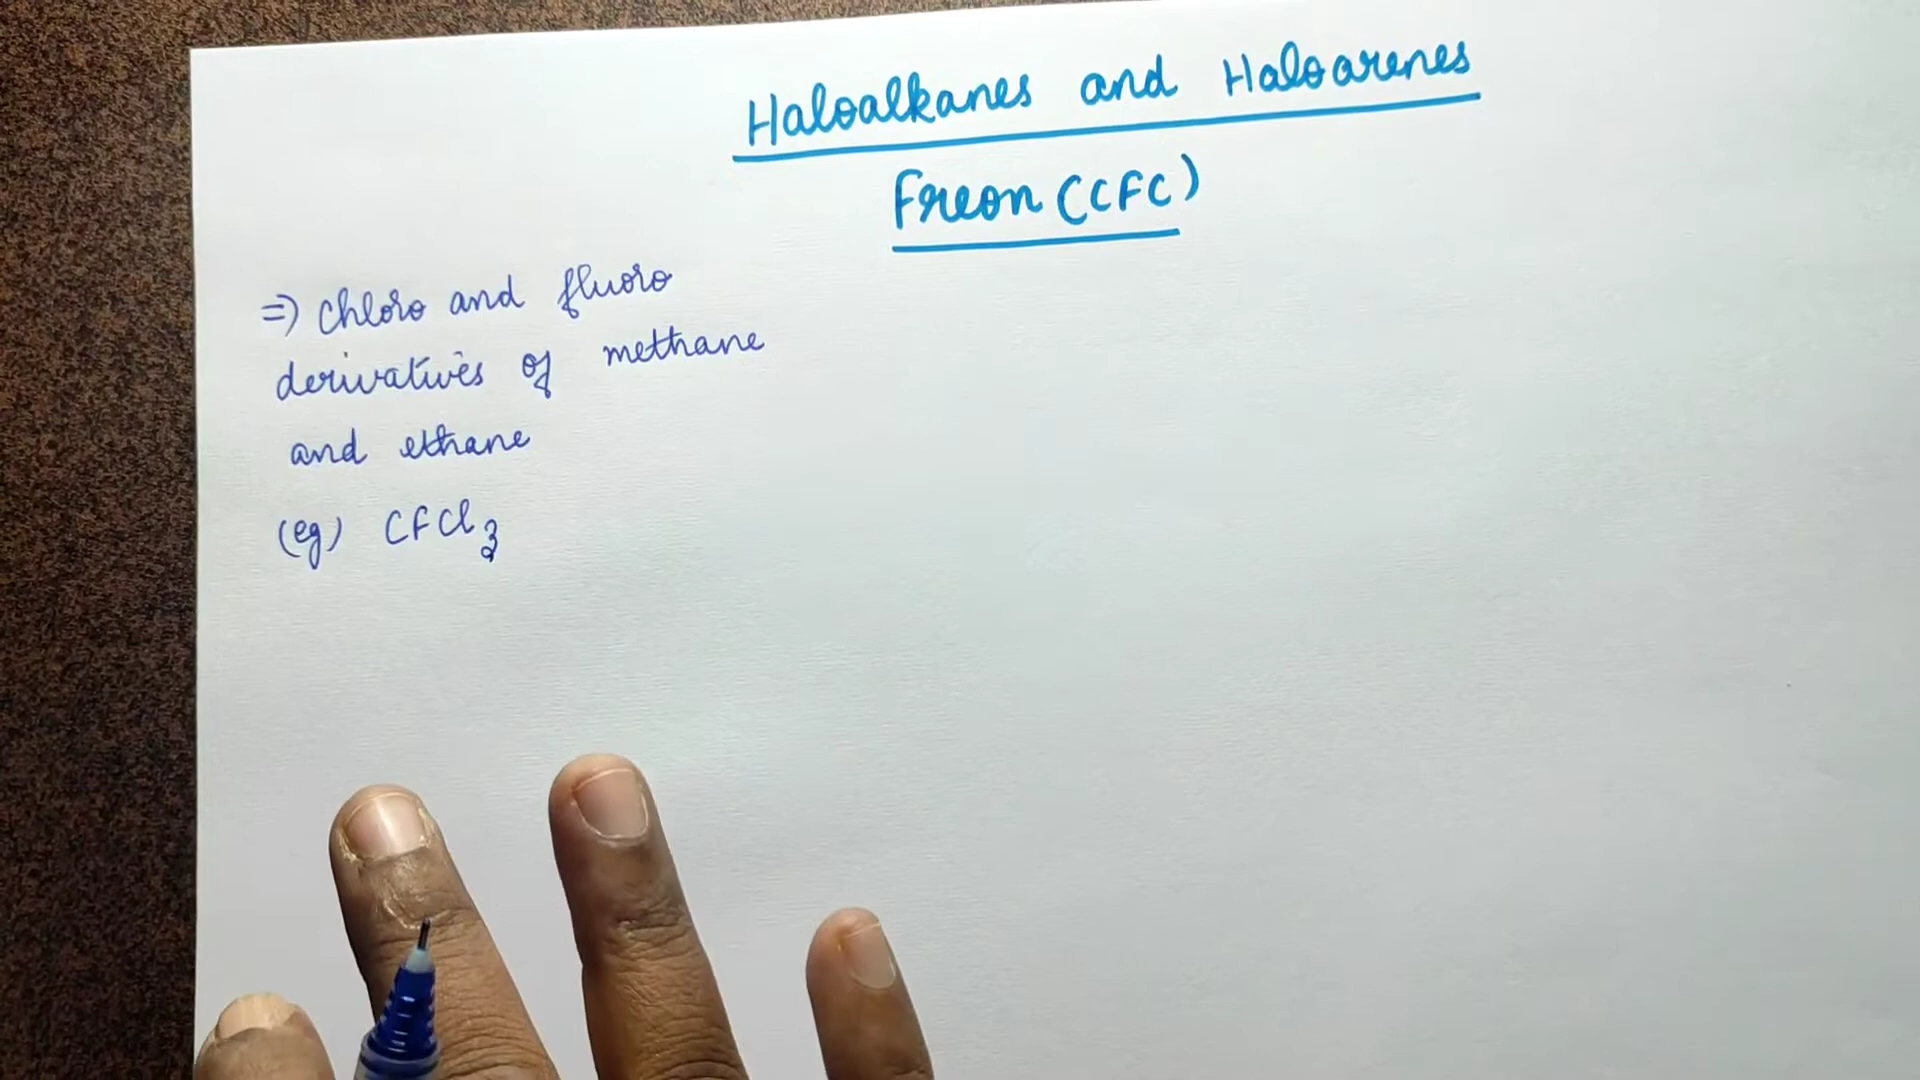 Haloalkanes and Haloarenes
Freon (CFC)
⇒ chloro and fluoro
derivatives of methane
and ethane
(eg) CFCl₃